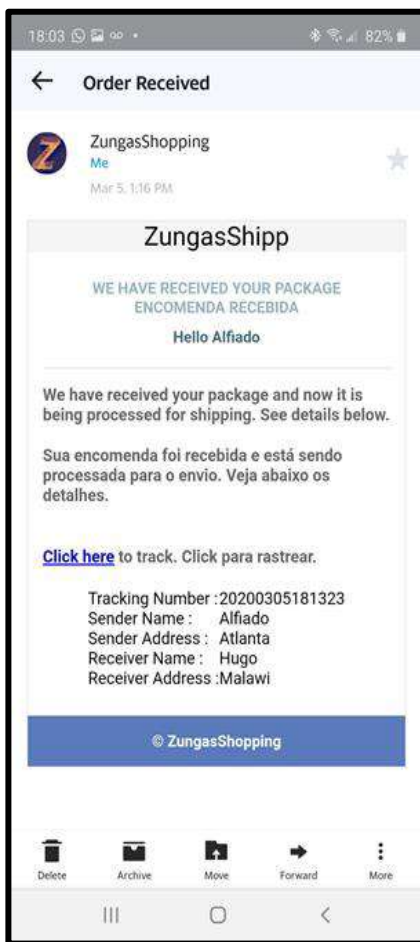 18:03 82%
Order Received
Z
ZungasShopping
Me
Mar 5, 1:16 PM
ZungasShipp
WE HAVE RECEIVED YOUR PACKAGE
ENCOMENDA RECEBIDA
Hello Alfiado
We have received your package and now it is
being processed for shipping. See details below.
Sua encomenda foi recebida e está sendo
processada para o envio. Veja abaixo os
detalhes.
Click here to track. Click para rastrear.
Tracking Number :20200305181323
Sender Name : Alfiado
Sender Address : Atlanta
Receiver Name : Hugo
Receiver Address :Malawi
© ZungasShopping
Delete Archive Move Forward More